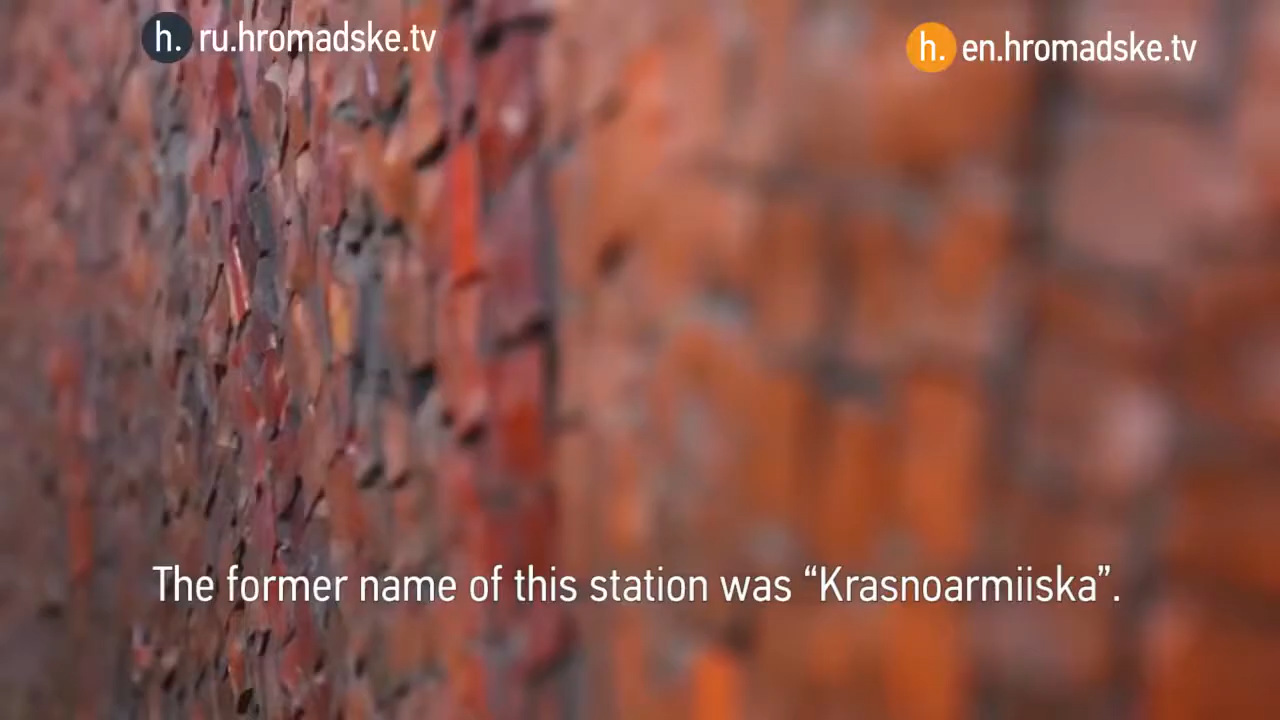 h. ru.hromadske.tv
h. en.hromadske.tv
The former name of this station was “Krasnoarmiiska”.